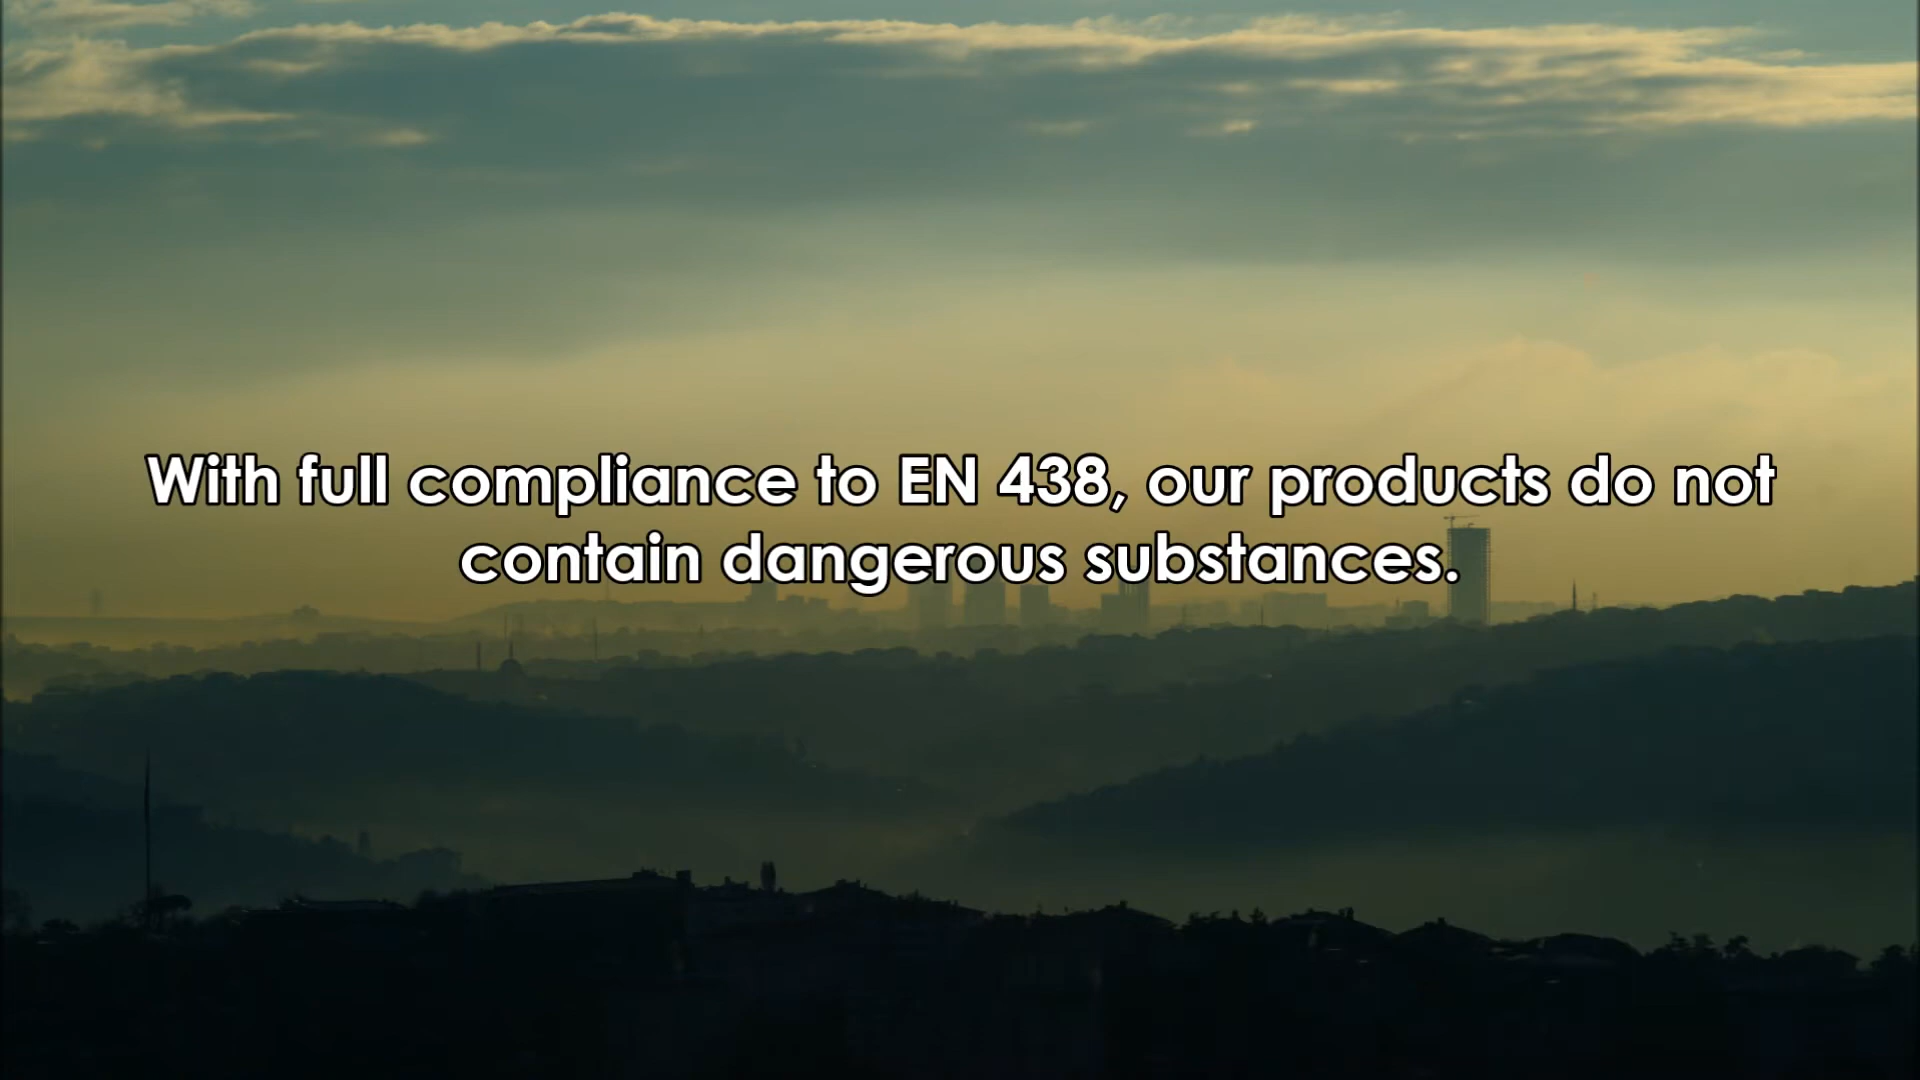 With full compliance to EN 438, our products do not
contain dangerous substances.